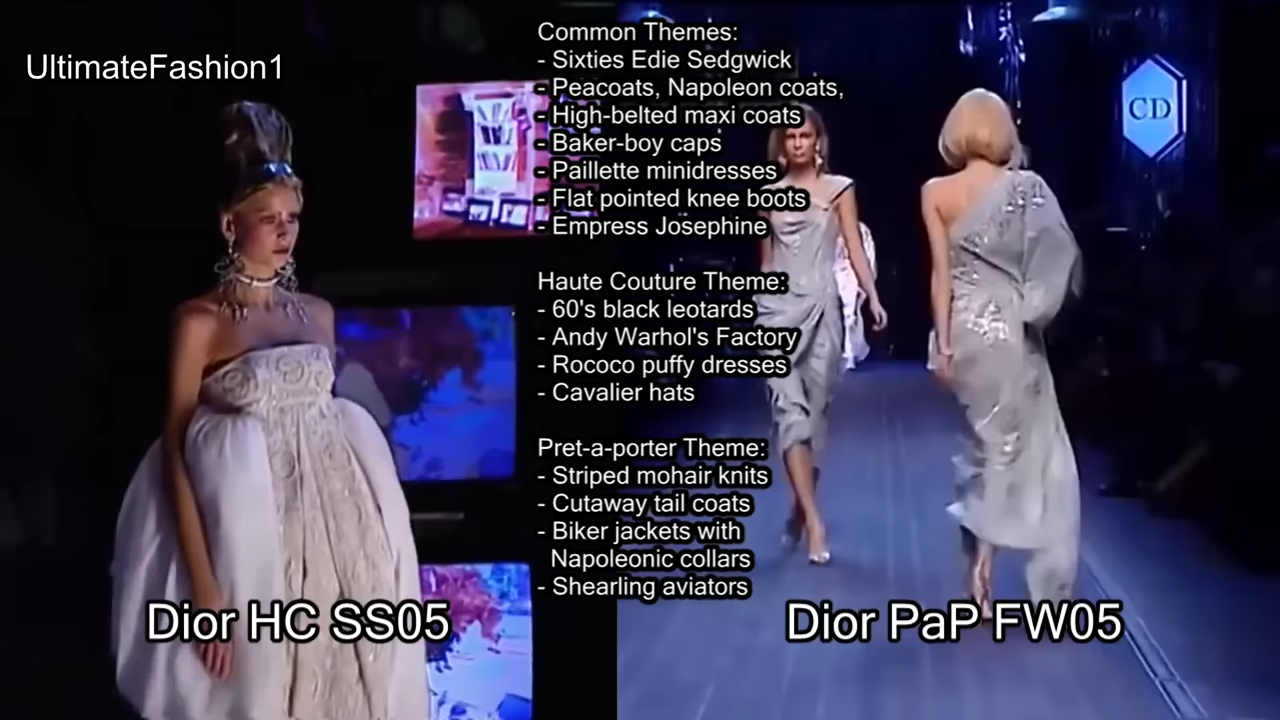 UltimateFashion1
Common Themes:
- Sixties Edie Sedgwick
- Peacoats, Napoleon coats,
- High-belted maxi coats
- Baker-boy caps
- Paillette minidresses
- Flat pointed knee boots
- Empress Josephine
Haute Couture Theme:
- 60's black leotards
- Andy Warhol's Factory
- Rococo puffy dresses
- Cavalier hats
Pret-a-porter Theme:
- Striped mohair knits
- Cutaway tail coats
- Biker jackets with
Napoleonic collars
- Shearling aviators
Dior HC SS05
Dior PaP FW05
CD